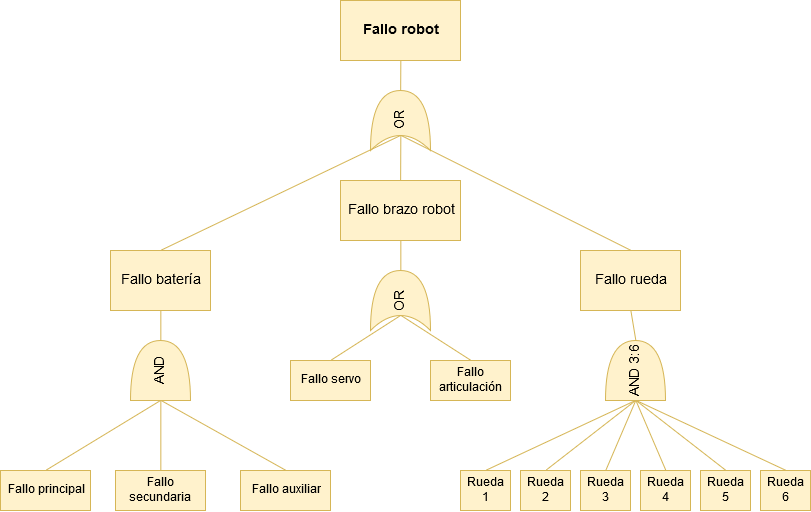 Fallo robot
OR
Fallo brazo robot
Fallo batería
Fallo rueda
OR
AND
AND 3:6
Fallo servo
Fallo
articulación
Fallo principal
Fallo
secundaria
Fallo auxiliar
Rueda
1
Rueda
2
Rueda
3
Rueda
4
Rueda
5
Rueda
6